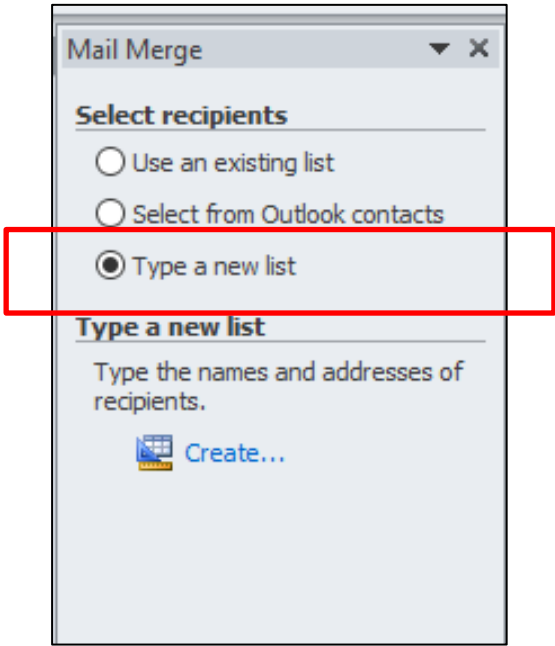 Mail Merge
Select recipients
Use an existing list
Select from Outlook contacts
Type a new list
Type a new list
Type the names and addresses of
recipients.
Create...